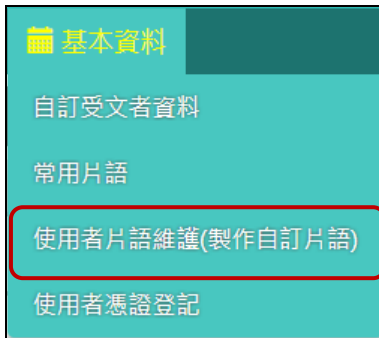 基本資料
自訂受文者資料
常用片語
使用者片語維護(製作自訂片語)
使用者憑證登記